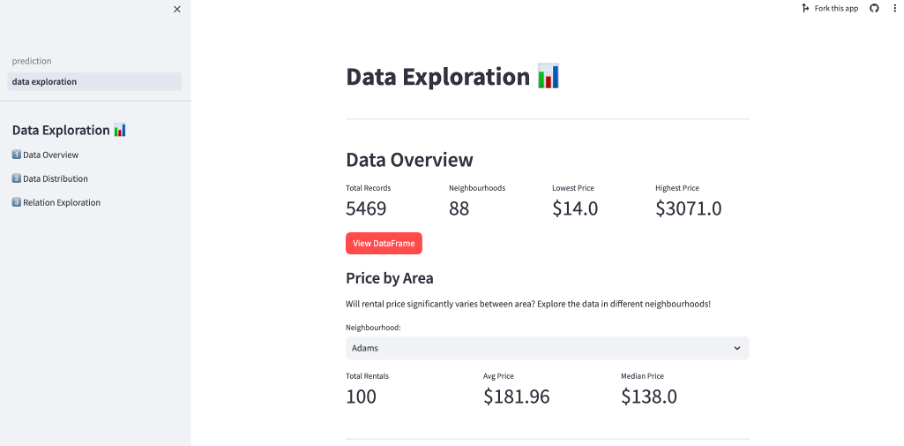 Fork this app
prediction
data exploration
Data Exploration 📊
1️⃣ Data Overview
2️⃣ Data Distribution
3️⃣ Relation Exploration
Data Exploration 📊
Data Overview
Total Records Neighbourhoods Lowest Price Highest Price
5469 88 $14.0 $3071.0
View DataFrame
Price by Area
Will rental price significantly varies between area? Explore the data in different neighbourhoods!
Neighbourhood:
Adams
Total Rentals Avg Price Median Price
100 $181.96 $138.0